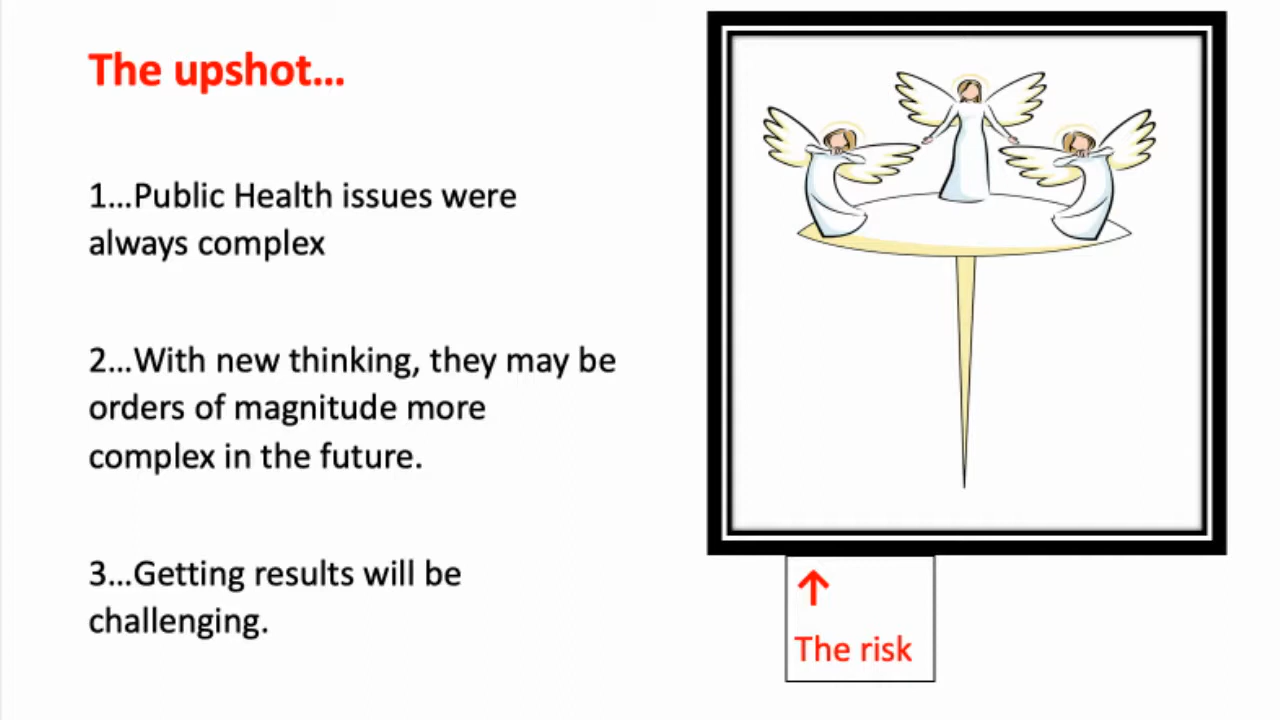 The upshot...
1...Public Health issues were
always complex
2...With new thinking, they may be
orders of magnitude more
complex in the future.
3...Getting results will be
challenging.
The risk